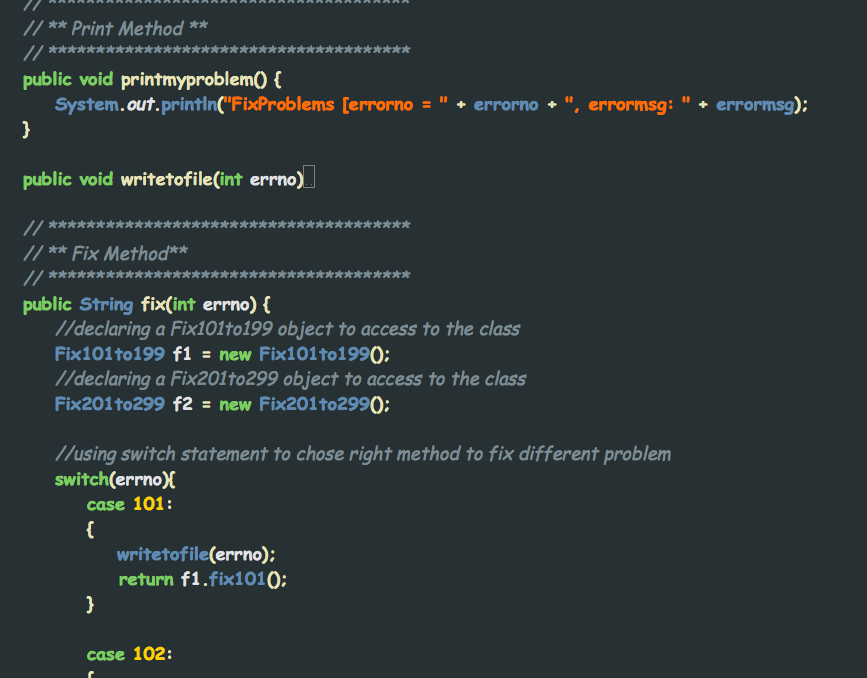 // **************************************
// ** Print Method **
// **************************************
public void printmyproblem() {
System.out.println("FixProblems [errorno = " + errorno + ", errormsg: " + errormsg);
}
public void writetofile(int errno)
// **************************************
// ** Fix Method**
// **************************************
public String fix(int errno) {
//declaring a Fix101to199 object to access to the class
Fix101to199 f1 = new Fix101to199();
//declaring a Fix201to299 object to access to the class
Fix201to299 f2 = new Fix201to299();
//using switch statement to chose right method to fix different problem
switch(errno){
case 101:
{
writetofile(errno);
return f1.fix101();
}
case 102:
{